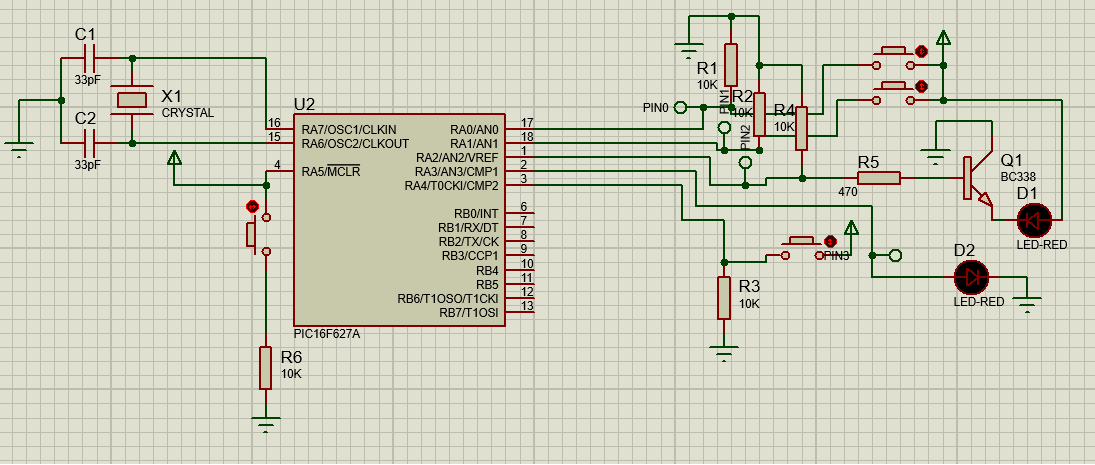 C1
33pF
X1
CRYSTAL
C2
33pF
U2
16
RA7/OSC1/CLKIN
15
RA6/OSC2/CLKOUT
4
RA5/MCLR
RA0/AN0
17
RA1/AN1
18
RA2/AN2/VREF
1
RA3/AN3/CMP1
2
RA4/T0CKI/CMP2
3
RB0/INT
6
RB1/RX/DT
7
RB2/TX/CK
8
RB3/CCP1
9
RB4
10
RB5
11
RB6/T1OSO/T1CKI
12
RB7/T1OSI
13
PIC16F627A
R6
10K
PIN0
R1
10K
PIN1
R2
10K
PIN2
R4
10K
R5
470
Q1
BC338
D1
LED-RED
PIN3
R3
10K
D2
LED-RED